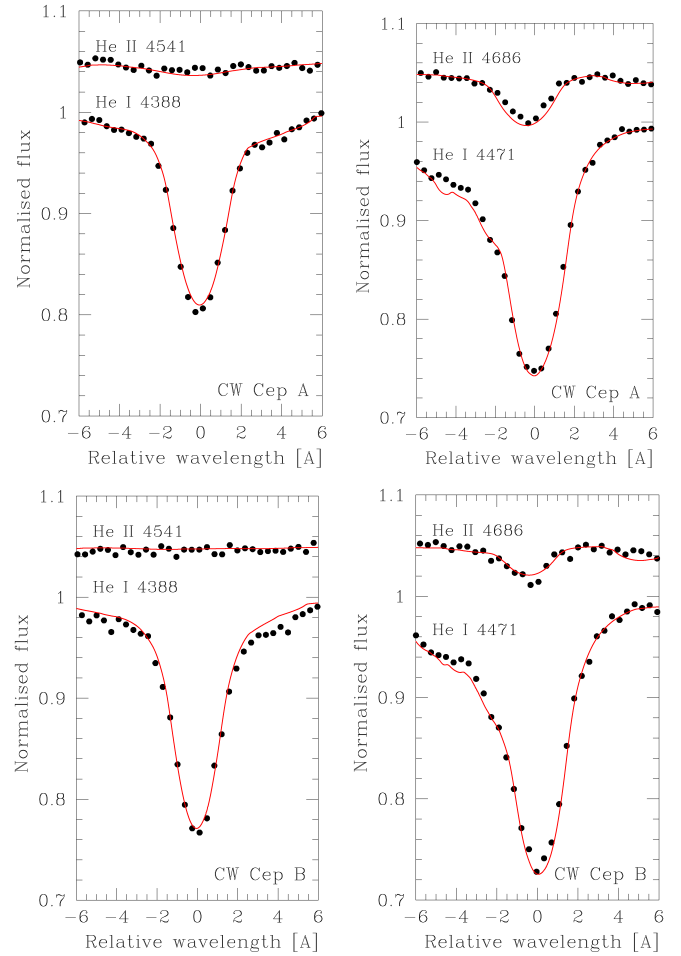 1.1
1
0.9
0.8
0.7
Normalised flux
He II 4541
He I 4388
CW Cep A
−6 −4 −2 0 2 4 6
Relative wavelength [A]
1.1
1
0.9
0.8
0.7
Normalised flux
He II 4686
He I 4471
CW Cep A
−6 −4 −2 0 2 4 6
Relative wavelength [A]
1.1
1
0.9
0.8
0.7
Normalised flux
He II 4541
He I 4388
CW Cep B
−6 −4 −2 0 2 4 6
Relative wavelength [A]
1.1
1
0.9
0.8
0.7
Normalised flux
He II 4686
He I 4471
CW Cep B
−6 −4 −2 0 2 4 6
Relative wavelength [A]